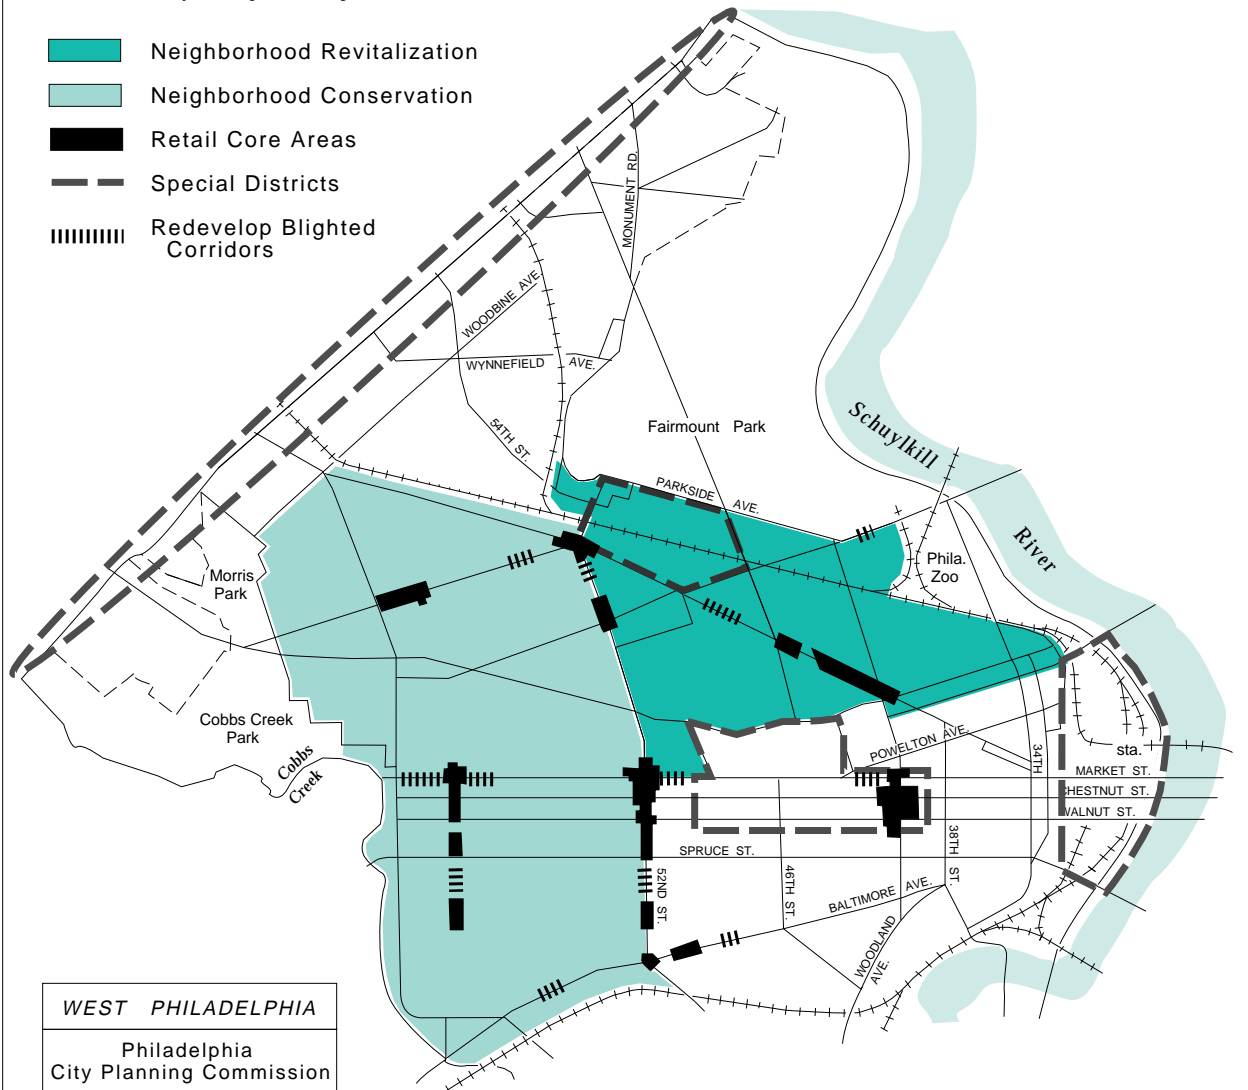 Neighborhood Revitalization
Neighborhood Conservation
Retail Core Areas
Special Districts
Redevelop Blighted
Corridors
MONUMENT RD.
WOODBINE AVE.
WYNNEFIELD AVE.
54TH ST.
Fairmount Park
Schuylkill
River
PARKSIDE AVE.
Phila.
Zoo
Morris
Park
Cobbs Creek
Park
Cobbs
Creek
POWELTON AVE.
34TH
sta.
MARKET ST.
CHESTNUT ST.
WALNUT ST.
SPRUCE ST.
52ND ST.
46TH ST.
38TH ST.
BALTIMORE AVE.
WOODLAND
AVE.
WEST PHILADELPHIA
Philadelphia
City Planning Commission